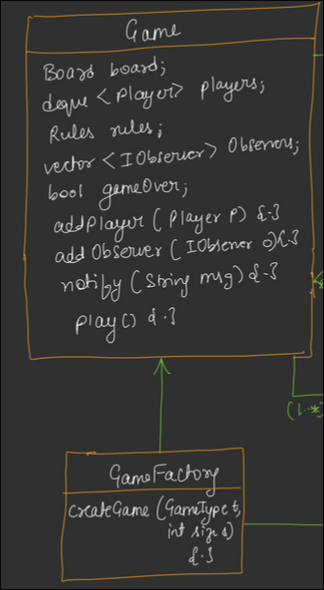 Game
Board board;
deque <Player> players;
Rules rules;
vector <IObserver> Observers;
bool gameOver;
addPlayer (Player P) {.}
add Observer (IObserver o){.}
notify (String msg) {.}
play() {.}
(1..*)
GameFactory
createGame (GameType t,
int size)
{.}